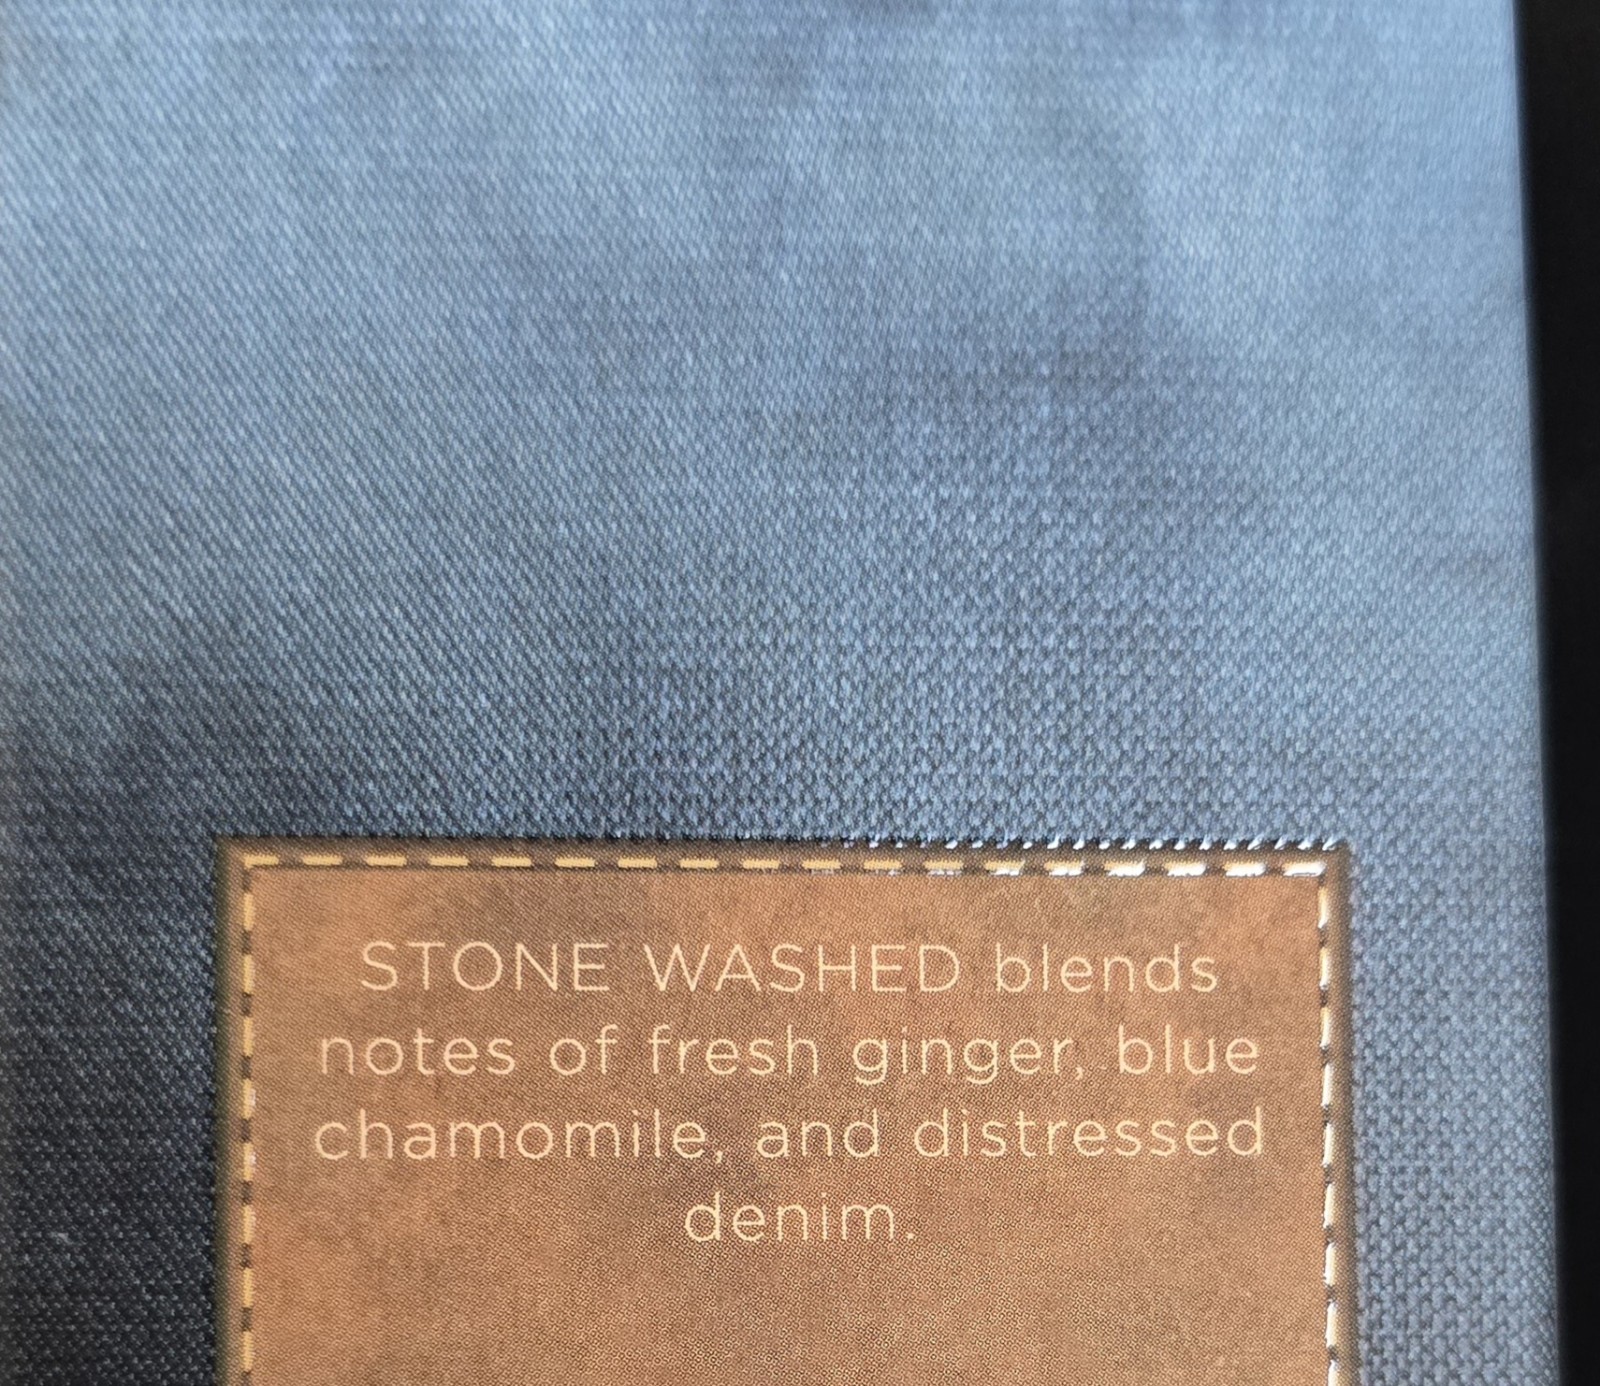 STONE WASHED blends
notes of fresh ginger, blue
chamomile, and distressed
denim.